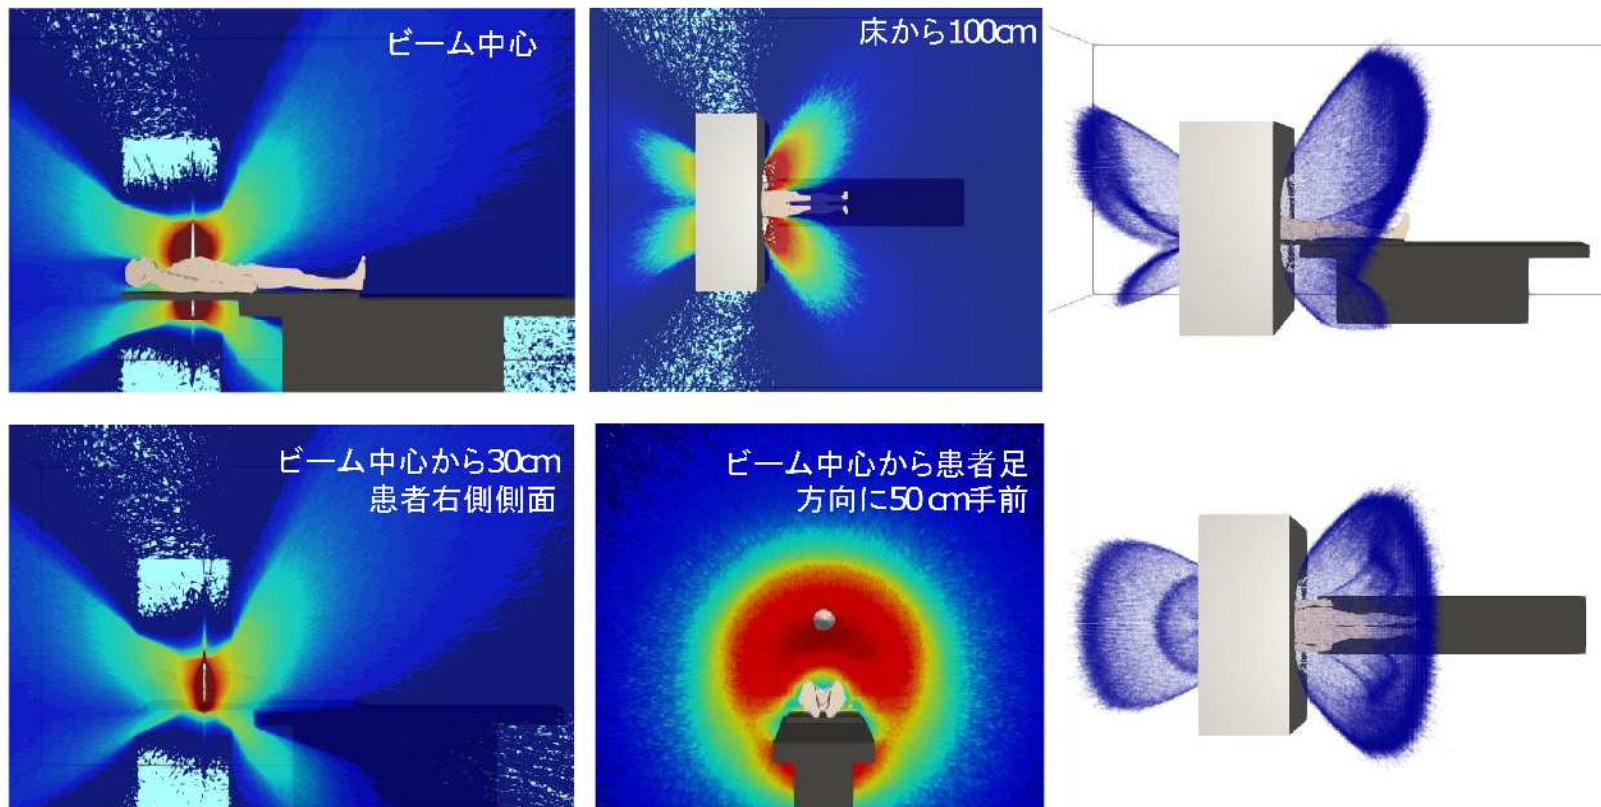 ビーム中心
床から100cm
ビーム中心から30cm
患者右側側面
ビーム中心から患者足
方向に50 cm手前